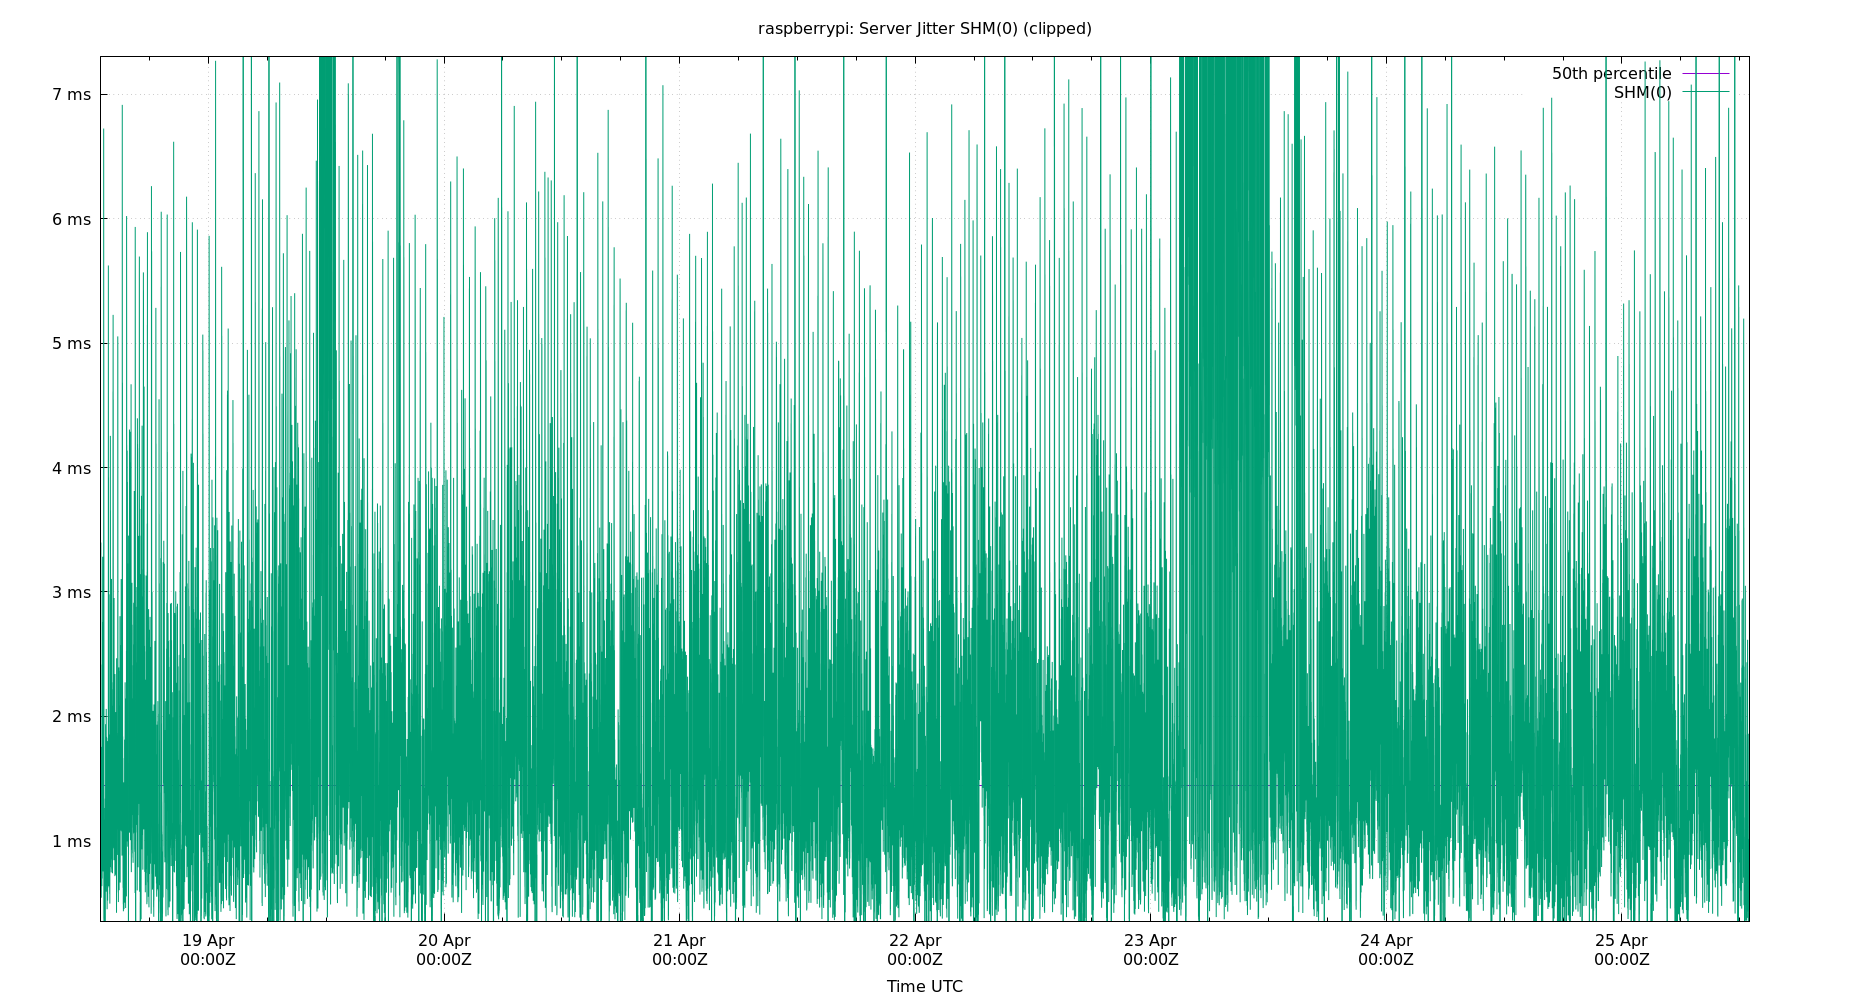 raspberrypi: Server Jitter SHM(0) (clipped)
50th percentile
SHM(0)
7 ms
6 ms
5 ms
4 ms
3 ms
2 ms
1 ms
19 Apr 20 Apr 21 Apr 22 Apr 23 Apr 24 Apr 25 Apr
00:00Z 00:00Z 00:00Z 00:00Z 00:00Z 00:00Z 00:00Z
Time UTC